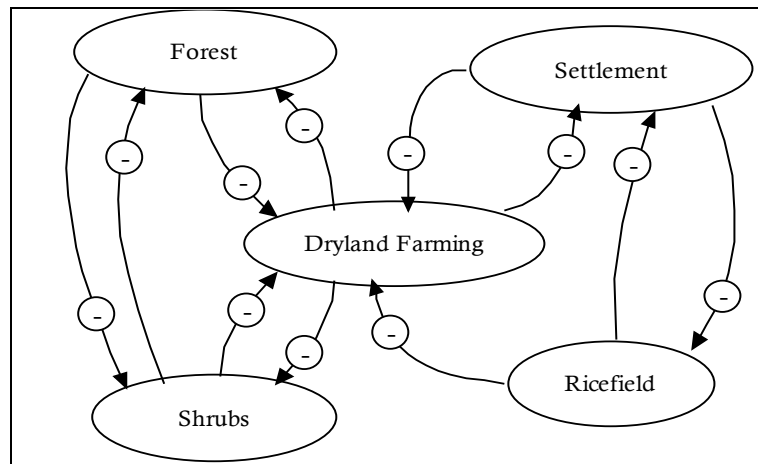 Forest
Settlement
-
-
-
-
-
-
Dryland Farming
-
-
-
-
-
Ricefield
Shrubs